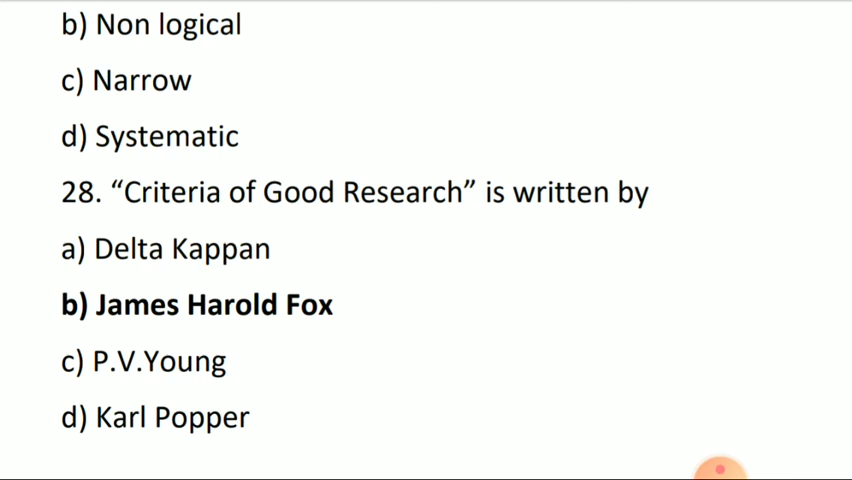 b) Non logical
c) Narrow
d) Systematic
28. “Criteria of Good Research” is written by
a) Delta Kappan
b) James Harold Fox
c) P.V.Young
d) Karl Popper